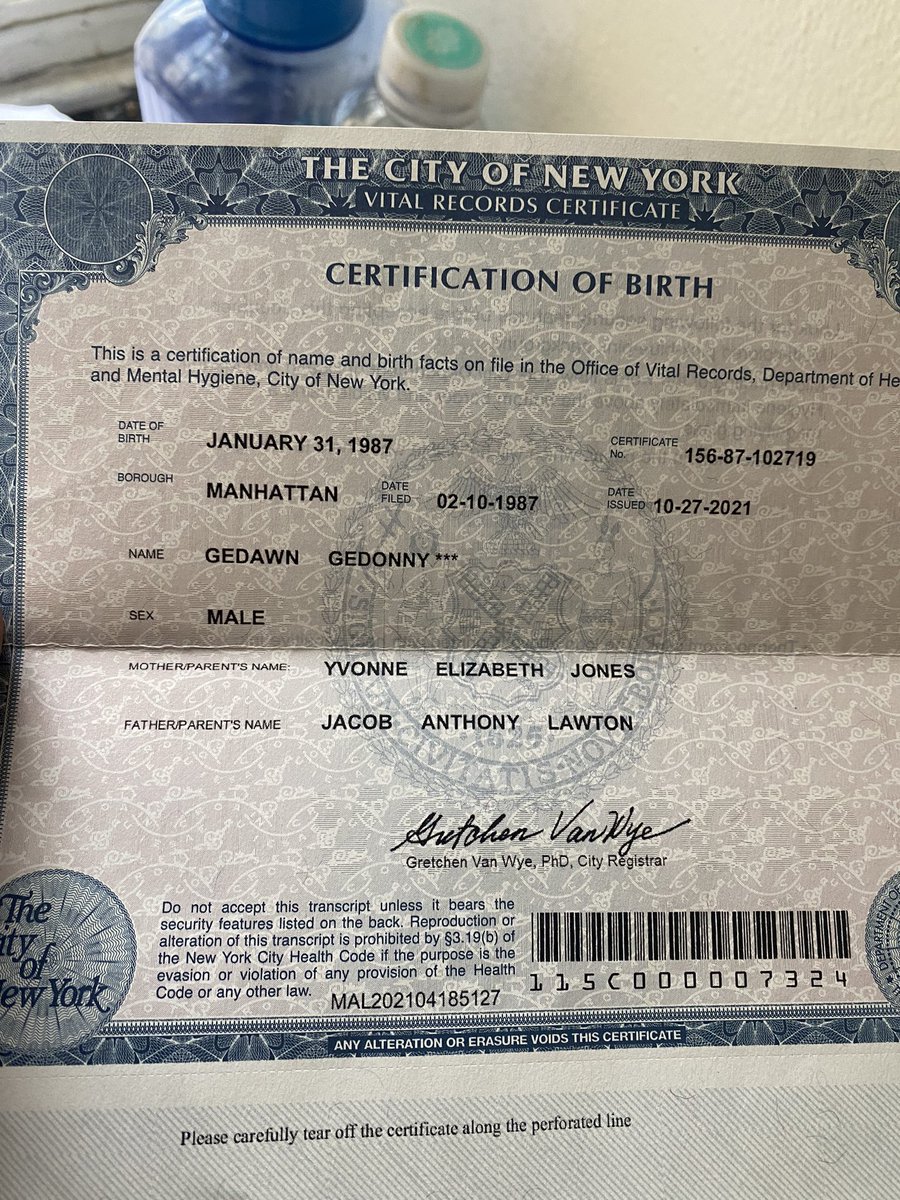 THE CITY OF NEW YORK
VITAL RECORDS CERTIFICATE
CERTIFICATION OF BIRTH
This is a certification of name and birth facts on file in the Office of Vital Records, Department of He
and Mental Hygiene, City of New York.
DATE OF
BIRTH
JANUARY 31, 1987
CERTIFICATE
No.
156-87-102719
BOROUGH
MANHATTAN
DATE
FILED
02-10-1987
DATE
ISSUED
10-27-2021
NAME
GEDAWN GEDONNY ***
SEX
MALE
MOTHER/PARENT'S NAME:
YVONNE ELIZABETH JONES
FATHER/PARENT'S NAME
JACOB ANTHONY LAWTON
1625
Gretchen Van Wye
Gretchen Van Wye, PhD, City Registrar
The
ity
of
ew York
Do not accept this transcript unless it bears the
security features listed on the back. Reproduction or
alteration of this transcript is prohibited by §3.19(b) of
the New York City Health Code if the purpose is the
evasion or violation of any provision of the Health
Code or any other law.
MAL202104185127
115C000007324
DEPARTMENT OF
ANY ALTERATION OR ERASURE VOIDS THIS CERTIFICATE
Please carefully tear off the certificate along the perforated line